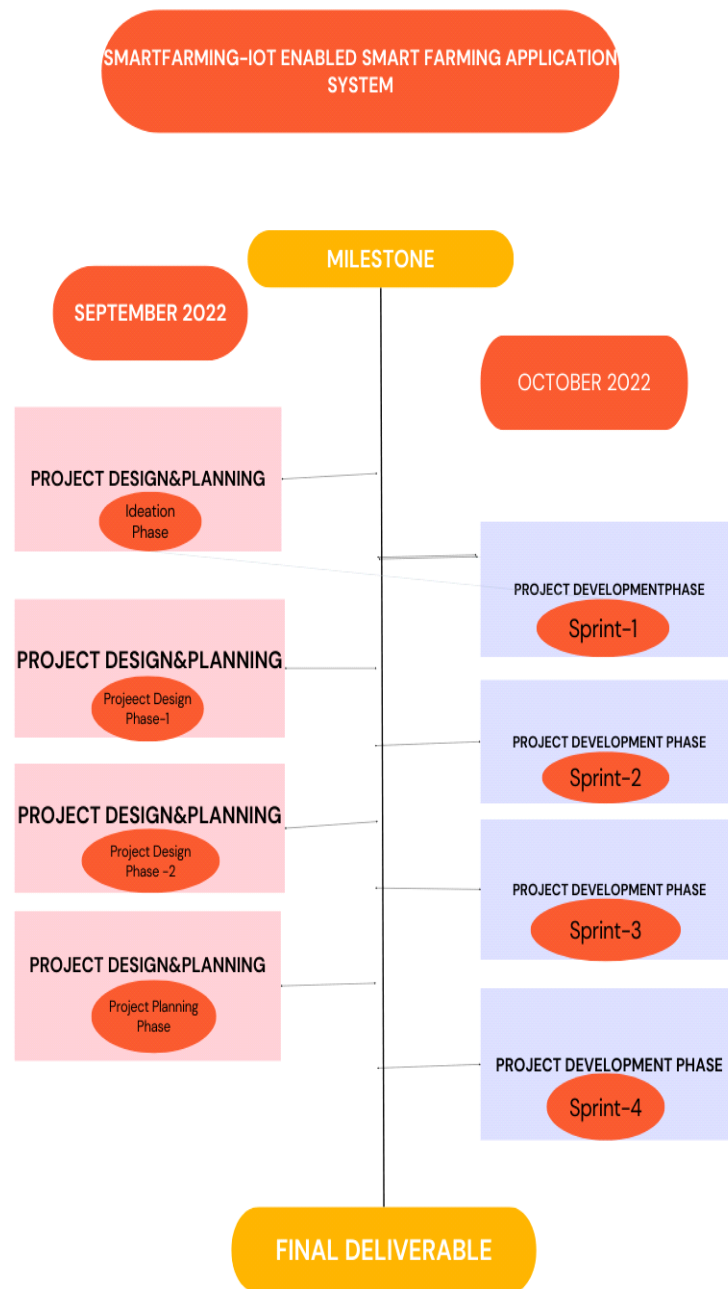 SMARTFARMING-IOT ENABLED SMART FARMING APPLICATION
SYSTEM
MILESTONE
SEPTEMBER 2022
OCTOBER 2022
PROJECT DESIGN&PLANNING
Ideation
Phase
PROJECT DEVELOPMENTPHASE
Sprint-1
PROJECT DESIGN&PLANNING
Projeect Design
Phase-1
PROJECT DEVELOPMENT PHASE
Sprint-2
PROJECT DESIGN&PLANNING
Project Design
Phase -2
PROJECT DEVELOPMENT PHASE
Sprint-3
PROJECT DESIGN&PLANNING
Project Planning
Phase
PROJECT DEVELOPMENT PHASE
Sprint-4
FINAL DELIVERABLE